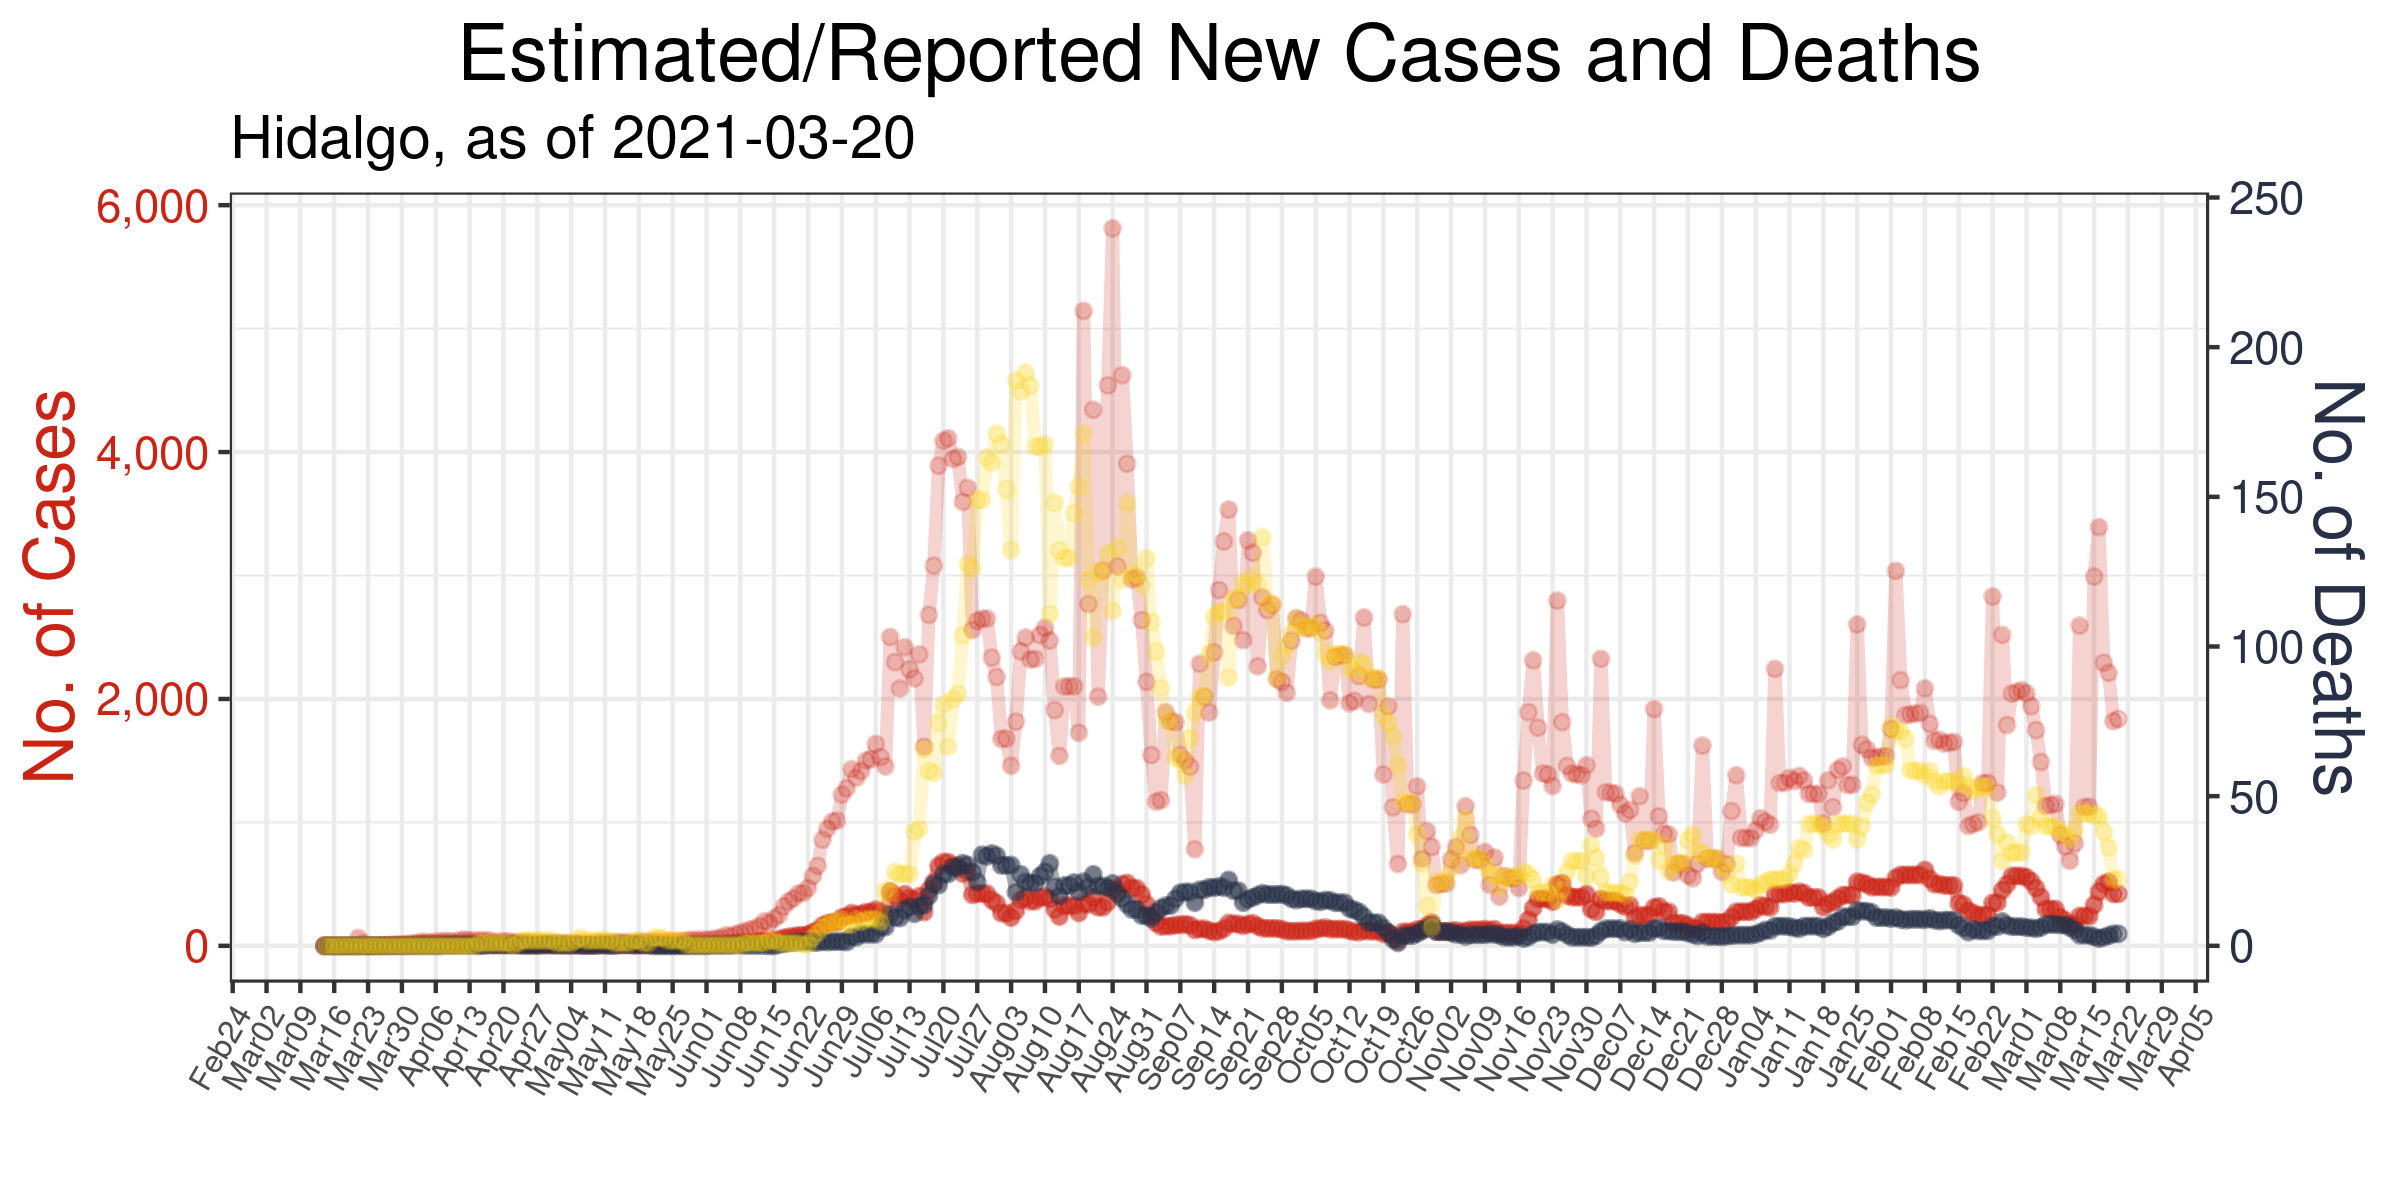 Estimated/Reported New Cases and Deaths
Hidalgo, as of 2021-03-20
No. of Cases
6,000
4,000
2,000
0
250
200
150
100
50
0
No. of Deaths
Feb24
Mar02
Mar09
Mar16
Mar23
Mar30
Apr06
Apr13
Apr20
Apr27
May04
May11
May18
May25
Jun01
Jun08
Jun15
Jun22
Jun29
Jul06
Jul13
Jul20
Jul27
Aug03
Aug10
Aug17
Aug24
Aug31
Sep07
Sep14
Sep21
Sep28
Oct05
Oct12
Oct19
Oct26
Nov02
Nov09
Nov16
Nov23
Nov30
Dec07
Dec14
Dec21
Dec28
Jan04
Jan11
Jan18
Jan25
Feb01
Feb08
Feb15
Feb22
Mar01
Mar08
Mar15
Mar22
Mar29
Apr05